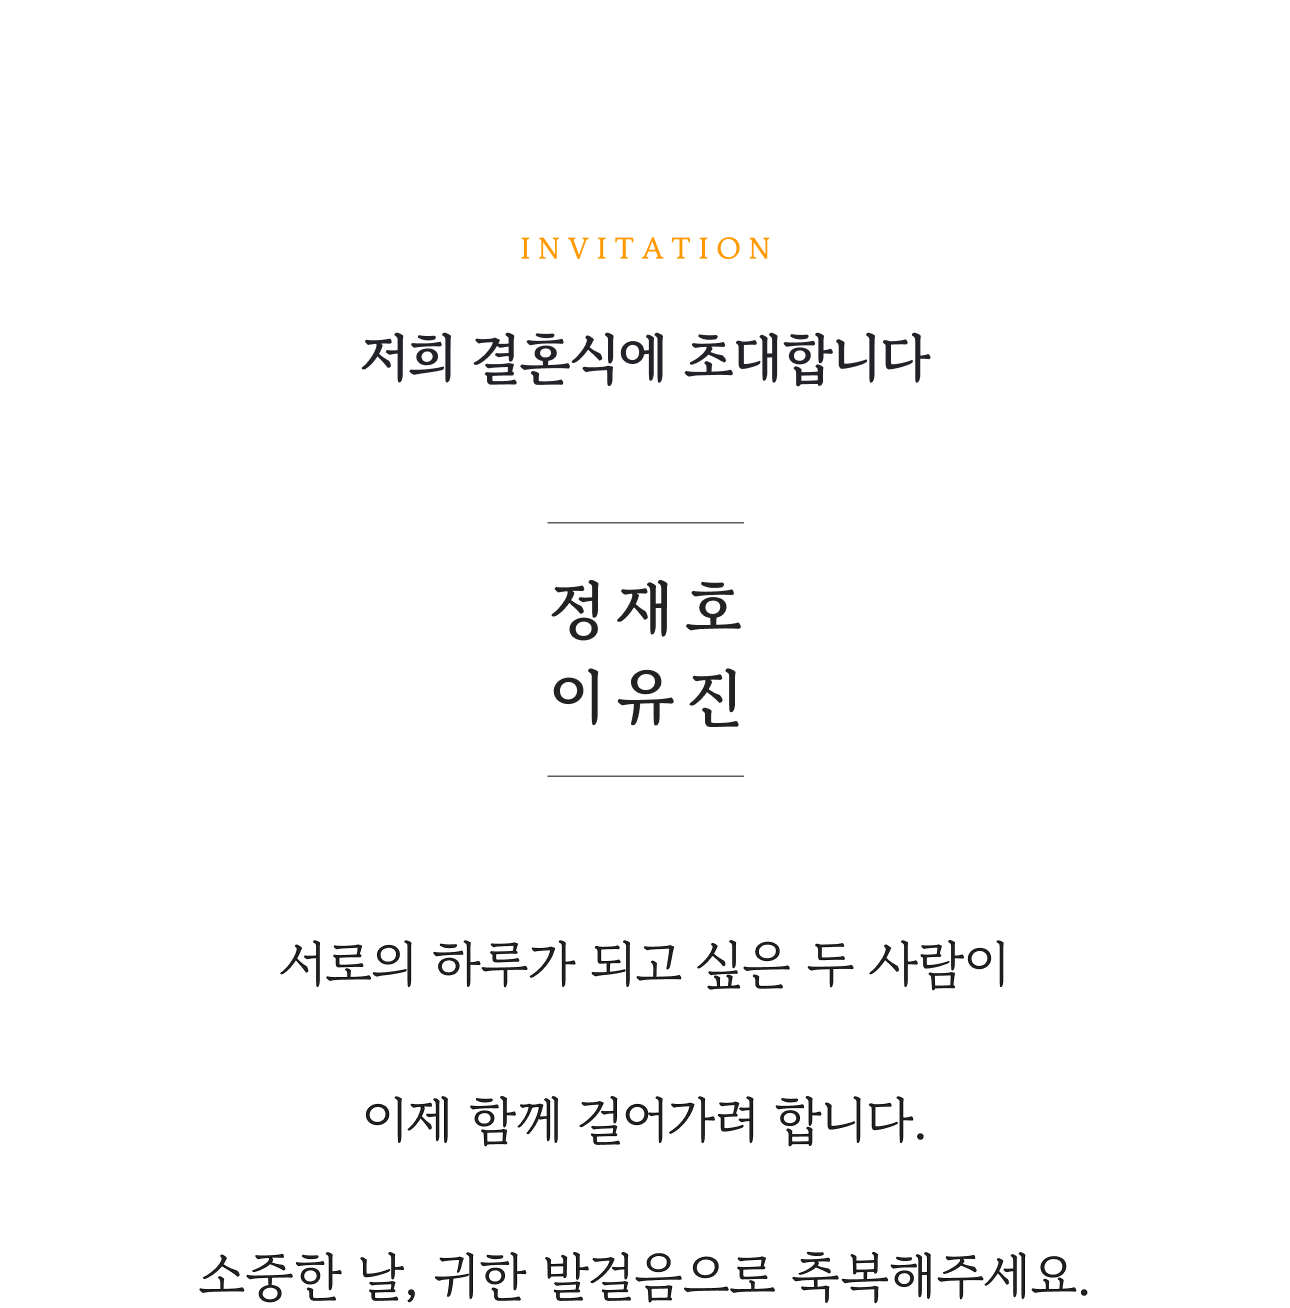 INVITATION
저희 결혼식에 초대합니다
정재호
이유진
서로의 하루가 되고 싶은 두 사람이
이제 함께 걸어가려 합니다.
소중한 날, 귀한 발걸음으로 축복해주세요.